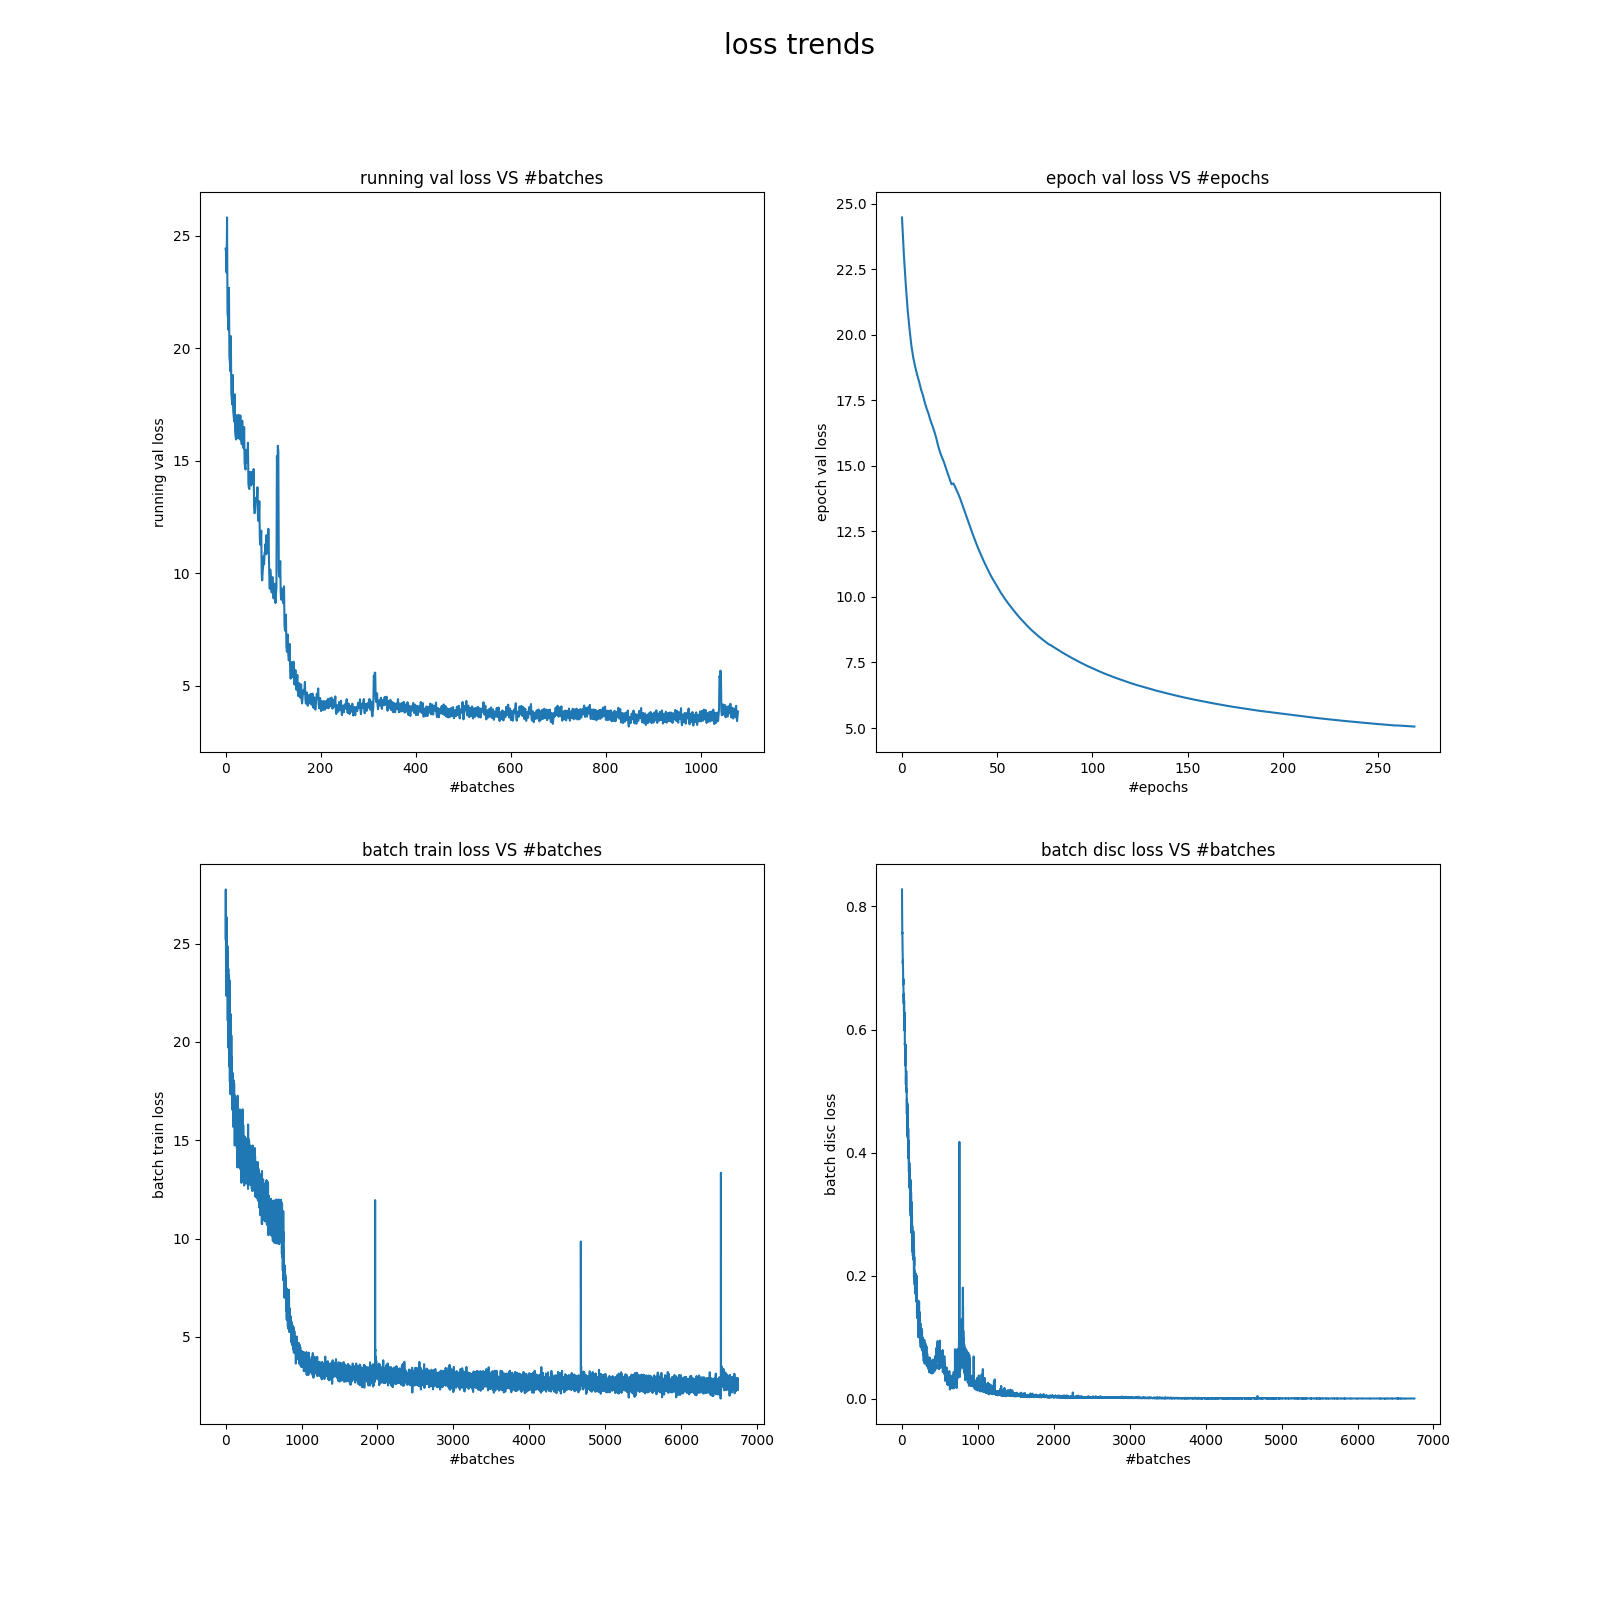 loss trends
running val loss VS #batches
running val loss
25
20
15
10
5
0 200 400 600 800 1000
#batches
epoch val loss VS #epochs
epoch val loss
25.0
22.5
20.0
17.5
15.0
12.5
10.0
7.5
5.0
0 50 100 150 200 250
#epochs
batch train loss VS #batches
batch train loss
25
20
15
10
5
0 1000 2000 3000 4000 5000 6000 7000
#batches
batch disc loss VS #batches
batch disc loss
0.8
0.6
0.4
0.2
0.0
0 1000 2000 3000 4000 5000 6000 7000
#batches